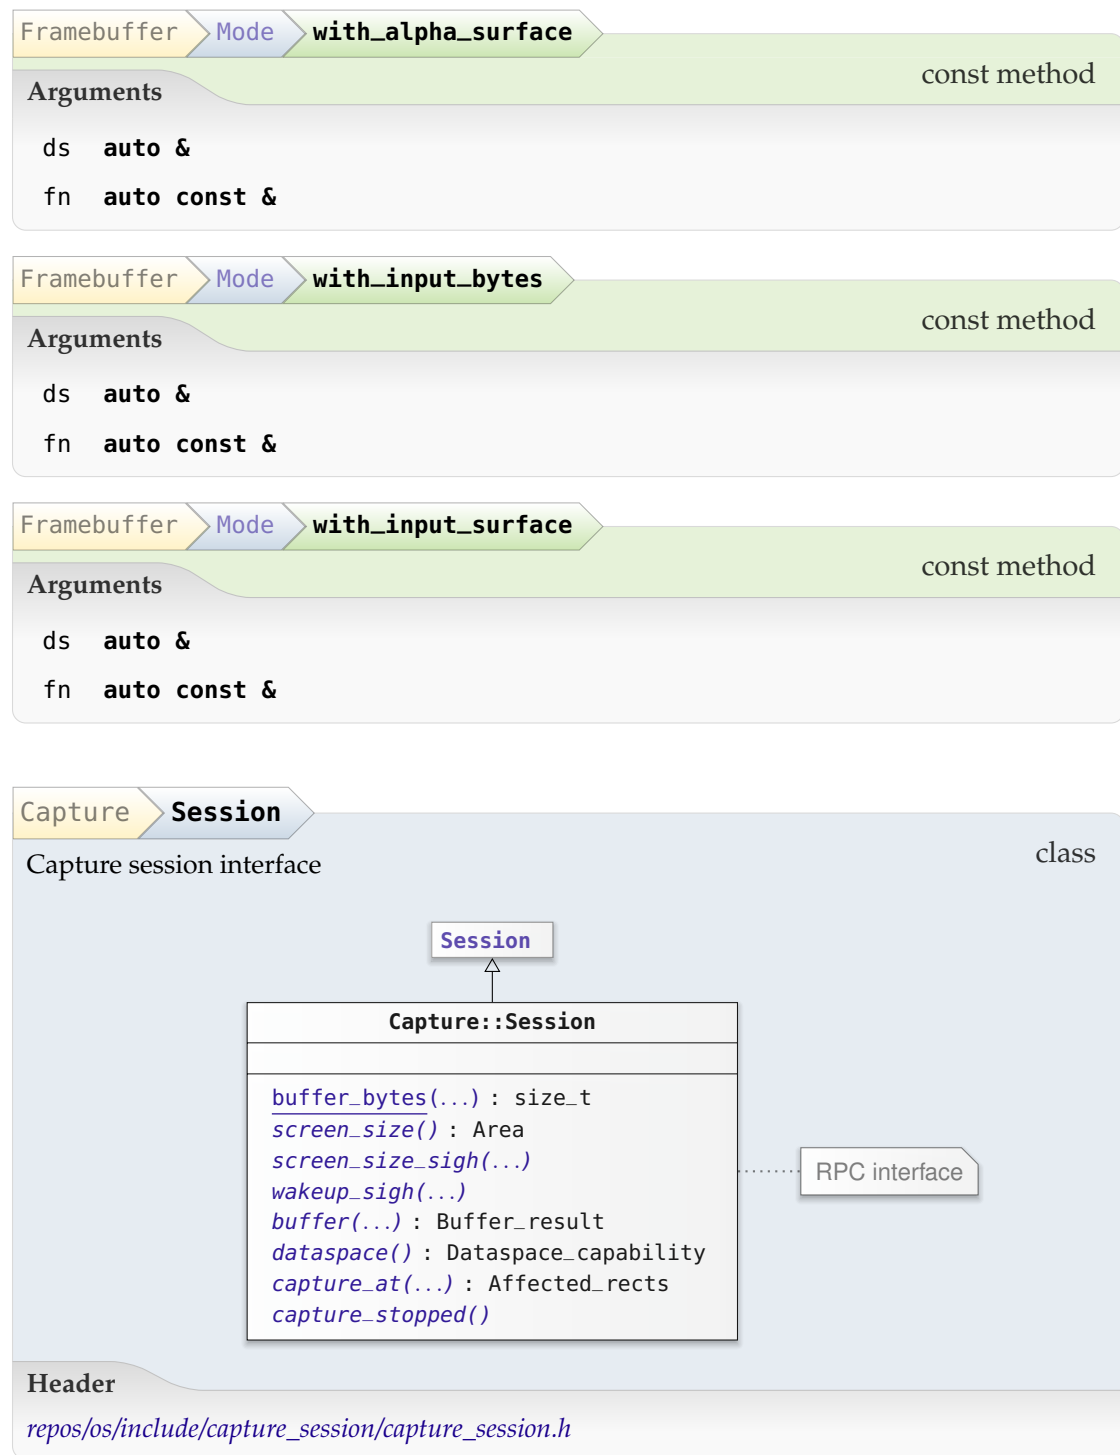 Framebuffer Mode with_alpha_surface
const method
Arguments
ds auto &
fn auto const &
Framebuffer Mode with_input_bytes
const method
Arguments
ds auto &
fn auto const &
Framebuffer Mode with_input_surface
const method
Arguments
ds auto &
fn auto const &
Capture Session
class
Capture session interface
Session
Capture::Session
buffer_bytes(...) : size_t
screen_size() : Area
screen_size_sigh(...)
wakeup_sigh(...)
RPC interface
buffer(...) : Buffer_result
dataspace() : Dataspace_capability
capture_at(...) : Affected_rects
capture_stopped()
Header
repos/os/include/capture_session/capture_session.h